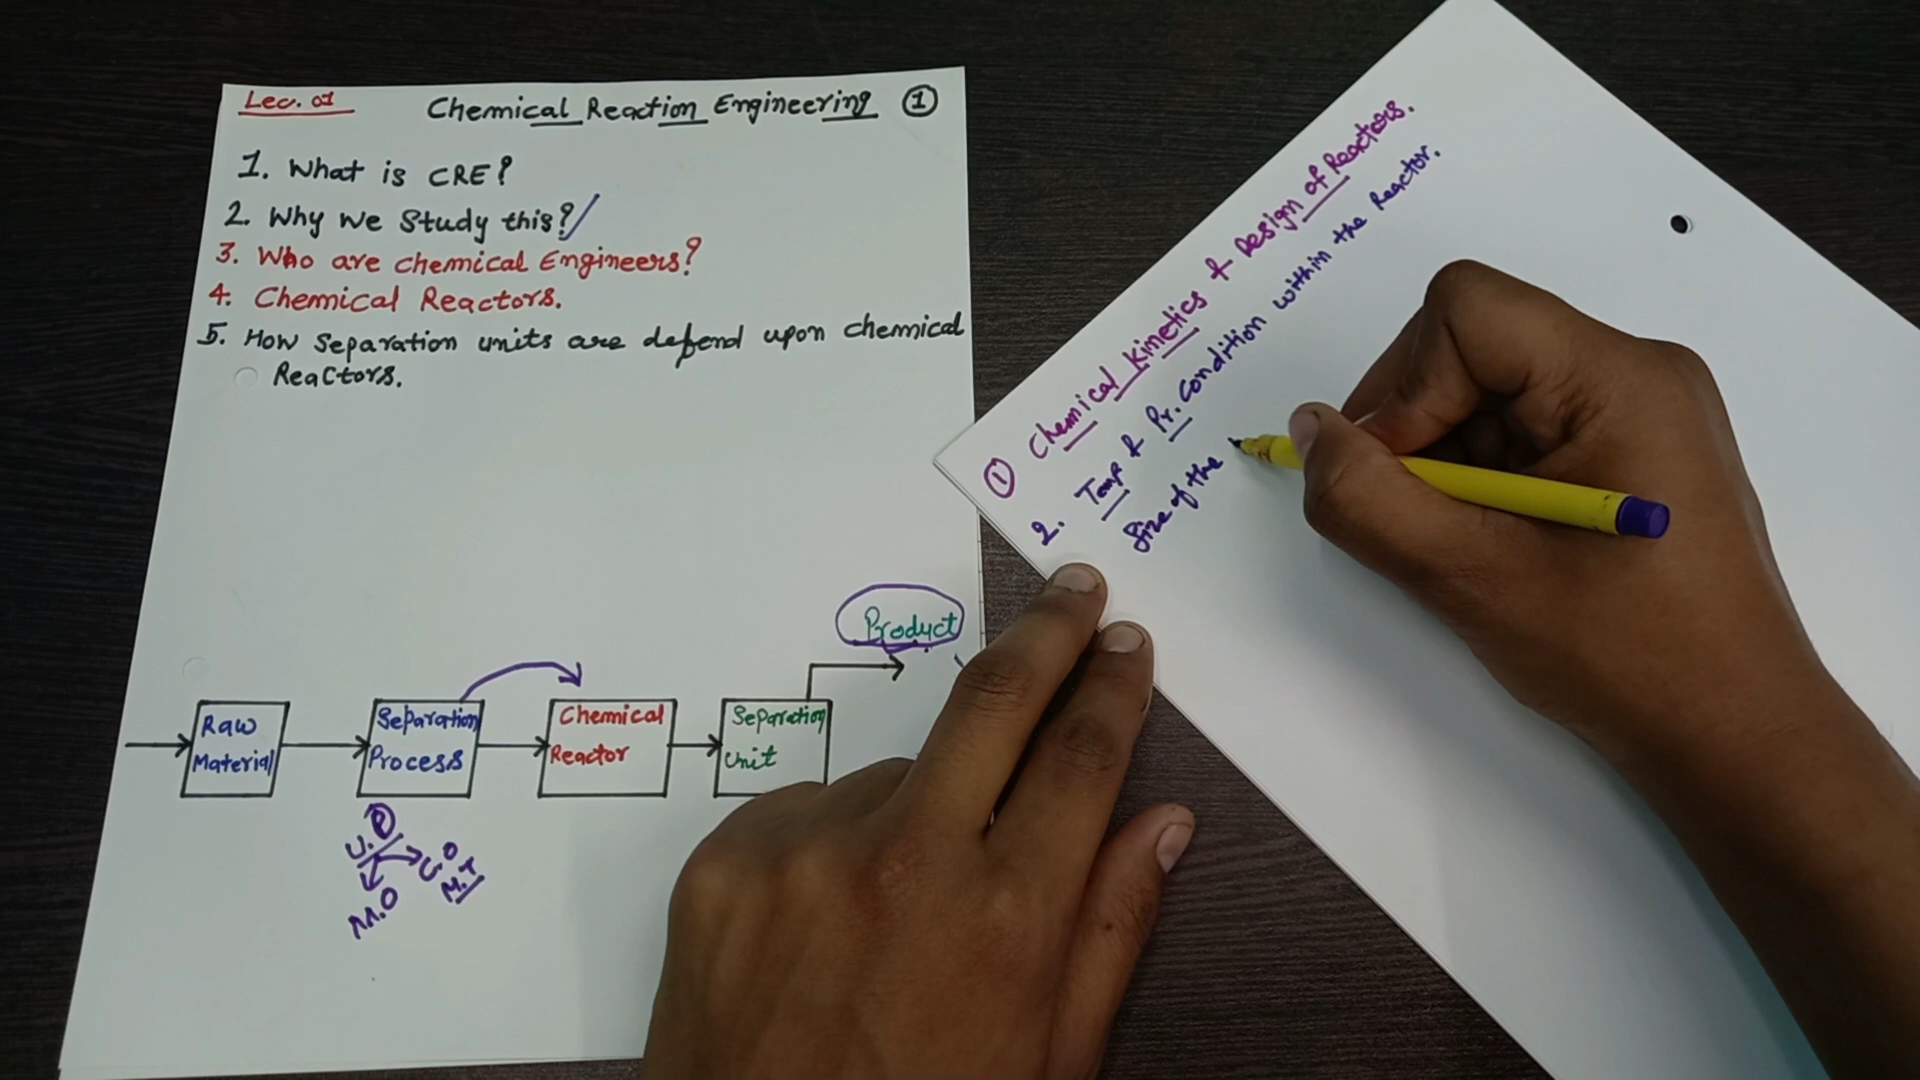 Lec. 01
Chemical Reaction Engineering ①
1. What is CRE?
2. Why We Study this?
3. Who are chemical Engineers?
4. Chemical Reactors.
5. How Separation units are defend upon chemical
Reactors.
Product
Raw
Material
Separation
Process
Chemical
Reactor
Separation
Unit
M.O
U O
M.T
① Chemical Kinetics & Design of Reactors.
2. Temp & Pr. Condition within the Reactor.
Size of the